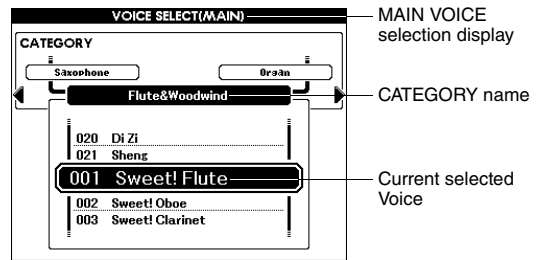 VOICE SELECT(MAIN)
MAIN VOICE
selection display
CATEGORY
Saxophone
Organ
Flute&Woodwind
CATEGORY name
020 Di Zi
021 Sheng
001 Sweet! Flute
Current selected
Voice
002 Sweet! Oboe
003 Sweet! Clarinet